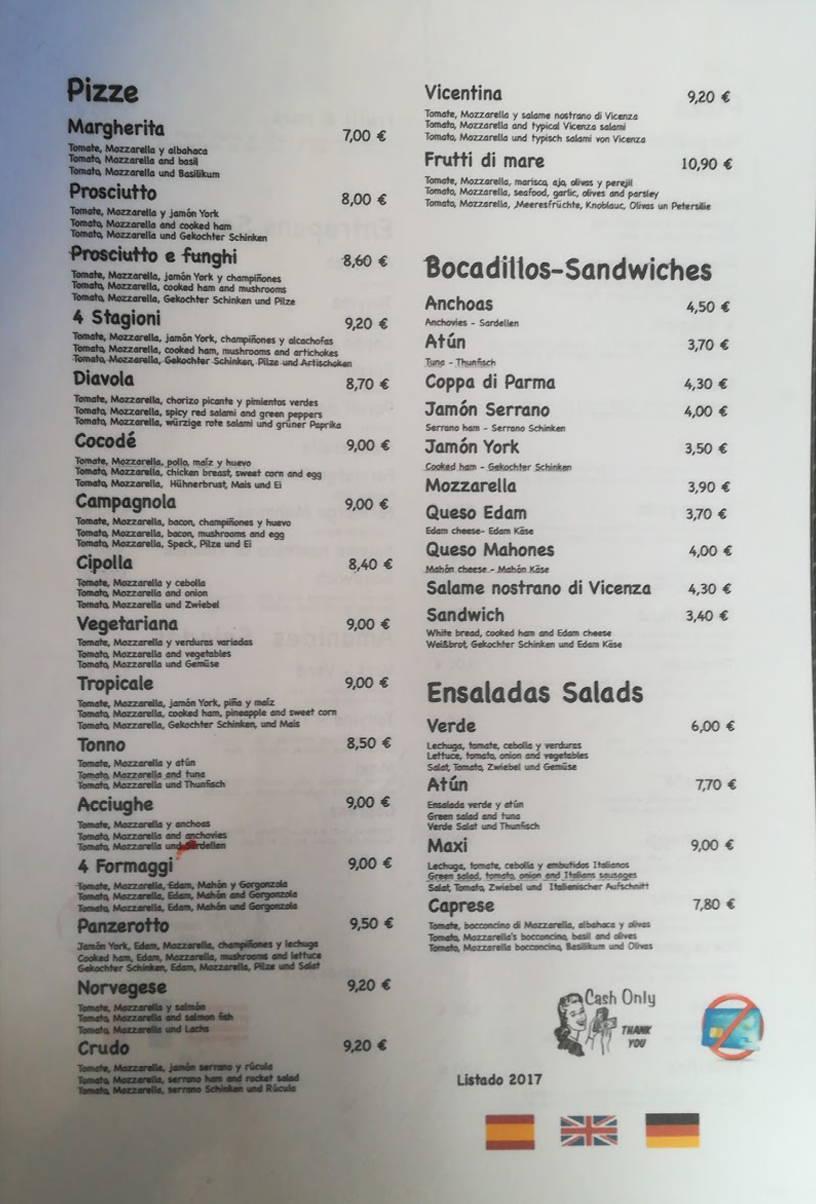 Pizze
Margherita 7,00 €
Tomate, Mozzarella y albahaca
Tomato, Mozzarella and basil
Tomato, Mozzarella und Basilikum
Prosciutto 8,00 €
Tomate, Mozzarella y jamón York
Tomato, Mozzarella and cooked ham
Tomato, Mozzarella und Gekochter Schinken
Prosciutto e funghi 8,60 €
Tomate, Mozzarella, jamón York y champiñones
Tomato, Mozzarella, cooked ham and mushrooms
Tomato, Mozzarella, Gekochter Schinken und Pilze
4 Stagioni 9,20 €
Tomate, Mozzarella, jamón York, champiñones y alcachofas
Tomato, Mozzarella, cooked ham, mushrooms and artichokes
Tomato, Mozzarella, Gekochter Schinken, Pilze und Artischoken
Diavola 8,70 €
Tomate, Mozzarella, chorizo picante y pimientos verdes
Tomato, Mozzarella, spicy red salami and green peppers
Tomato, Mozzarella, würzige rote salami und grüner Paprika
Cocodé 9,00 €
Tomate, Mozzarella, pollo, maíz y huevo
Tomato, Mozzarella, chicken breast, sweet corn and egg
Tomato, Mozzarella, Hühnerbrust, Mais und Ei
Campagnola 9,00 €
Tomate, Mozzarella, bacon, champiñones y huevo
Tomato, Mozzarella, bacon, mushrooms and egg
Tomato, Mozzarella, Speck, Pilze und Ei
Cipolla 8,40 €
Tomate, Mozzarella y cebolla
Tomato, Mozzarella and onion
Tomato, Mozzarella und Zwiebel
Vegetariana 9,00 €
Tomate, Mozzarella y verduras variadas
Tomato, Mozzarella and vegetables
Tomato, Mozzarella und Gemüse
Tropicale 9,00 €
Tomate, Mozzarella, jamón York, piña y maíz
Tomato, Mozzarella, cooked ham, pineapple and sweet corn
Tomato, Mozzarella, Gekochter Schinken, und Mais
Tonno 8,50 €
Tomate, Mozzarella y atún
Tomato, Mozzarella and tuna
Tomato, Mozzarella und Thunfisch
Acciughe 9,00 €
Tomate, Mozzarella y anchoas
Tomato, Mozzarella and anchovies
Tomato, Mozzarella und Sardellen
4 Formaggi 9,00 €
Tomate, Mozzarella, Edam, Mahón y Gorgonzola
Tomato, Mozzarella, Edam, Mahón and Gorgonzola
Tomato, Mozzarella, Edam, Mahón und Gorgonzola
Panzerotto 9,50 €
Jamón York, Edam, Mozzarella, champiñones y lechuga
Cooked ham, Edam, Mozzarella, mushrooms and lettuce
Gekochter Schinken, Edam, Mozzarella, Pilze und Salat
Norvegese 9,20 €
Tomate, Mozzarella y salmón
Tomato, Mozzarella and salmon fish
Tomato, Mozzarella und Lachs
Crudo 9,20 €
Tomate, Mozzarella, jamón serrano y rúcula
Tomato, Mozzarella, serrano ham and rocket salad
Tomato, Mozzarella, serrano Schinken und Rúcula
Vicentina 9,20 €
Tomate, Mozzarella y salame nostrano di Vicenza
Tomato, Mozzarella and typical Vicenza salami
Tomato, Mozzarella und typisch salami von Vicenza
Frutti di mare 10,90 €
Tomate, Mozzarella, marisco, ajo, olivas y perejil
Tomato, Mozzarella, seafood, garlic, olives and parsley
Tomato, Mozzarella, Meeresfrüchte, Knoblauc, Olivas un Petersilie
Bocadillos-Sandwiches
Anchoas 4,50 €
Anchovies - Sardellen
Atún 3,70 €
Tuna - Thunfisch
Coppa di Parma 4,30 €
Jamón Serrano 4,00 €
Serrano ham - Serrano Schinken
Jamón York 3,50 €
Cooked ham - Gekochter Schinken
Mozzarella 3,90 €
Queso Edam 3,70 €
Edam cheese- Edam Käse
Queso Mahones 4,00 €
Mahón cheese - Mahón Käse
Salame nostrano di Vicenza 4,30 €
Sandwich 3,40 €
White bread, cooked ham and Edam cheese
Weißbrot, Gekochter Schinken und Edam Käse
Ensaladas Salads
Verde 6,00 €
Lechuga, tomate, cebolla y verduras
Lettuce, tomato, onion and vegetables
Salat, Tomato, Zwiebel und Gemüse
Atún 7,70 €
Ensalada verde y atún
Green salad and tuna
Verde Salat und Thunfisch
Maxi 9,00 €
Lechuga, tomate, cebolla y embutidos Italianos
Green salad, tomato, onion and Italians sausages
Salat, Tomato, Zwiebel und Italienischer Aufschnitt
Caprese 7,80 €
Tomate, bocconcino di Mozzarella, albahaca y olivas
Tomato, Mozzarella's bocconcino, basil and olives
Tomato, Mozzarella bocconcino, Basilikum und Olivas
Cash Only
THANK
YOU
Listado 2017